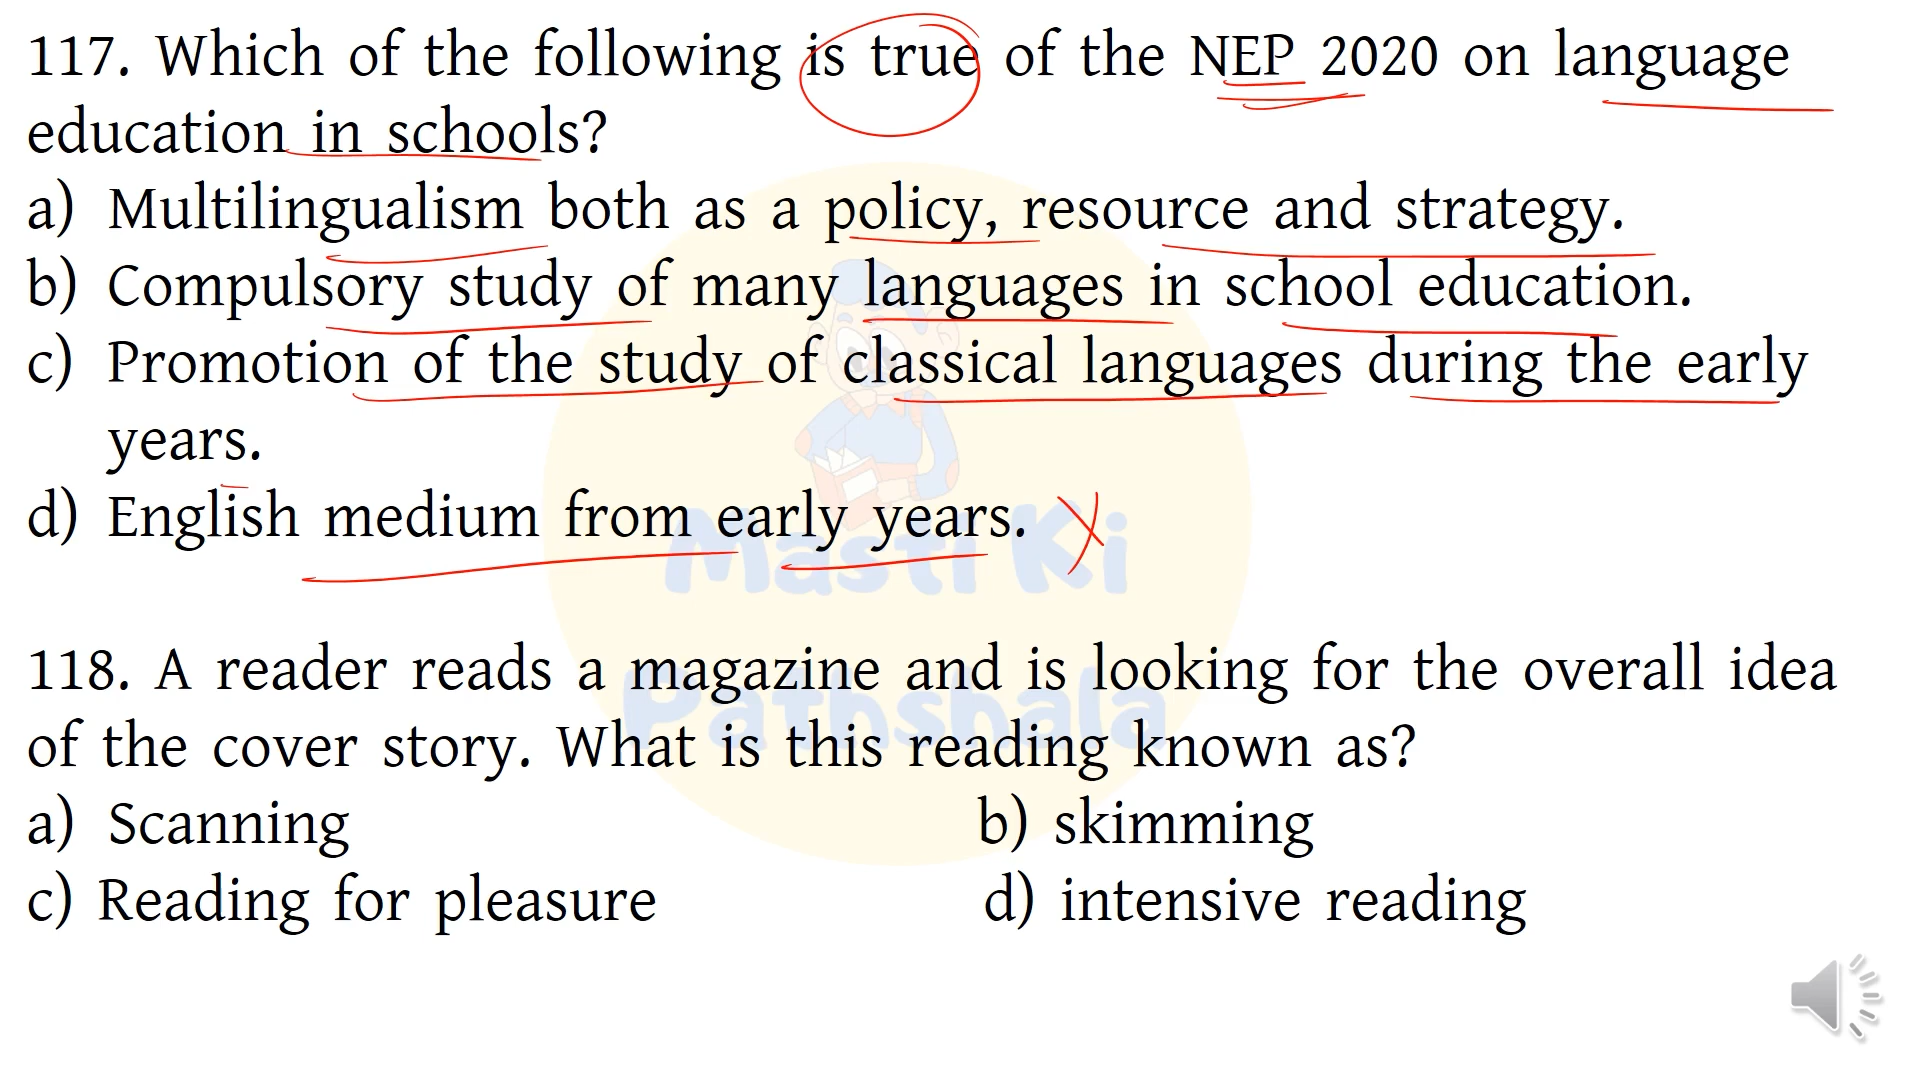 117. Which of the following is true of the NEP 2020 on language
education in schools?
a) Multilingualism both as a policy, resource and strategy.
b) Compulsory study of many languages in school education.
c) Promotion of the study of classical languages during the early
years.
d) English medium from early years.
Masti Ki
Pathshala
118. A reader reads a magazine and is looking for the overall idea
of the cover story. What is this reading known as?
a) Scanning b) skimming
c) Reading for pleasure d) intensive reading